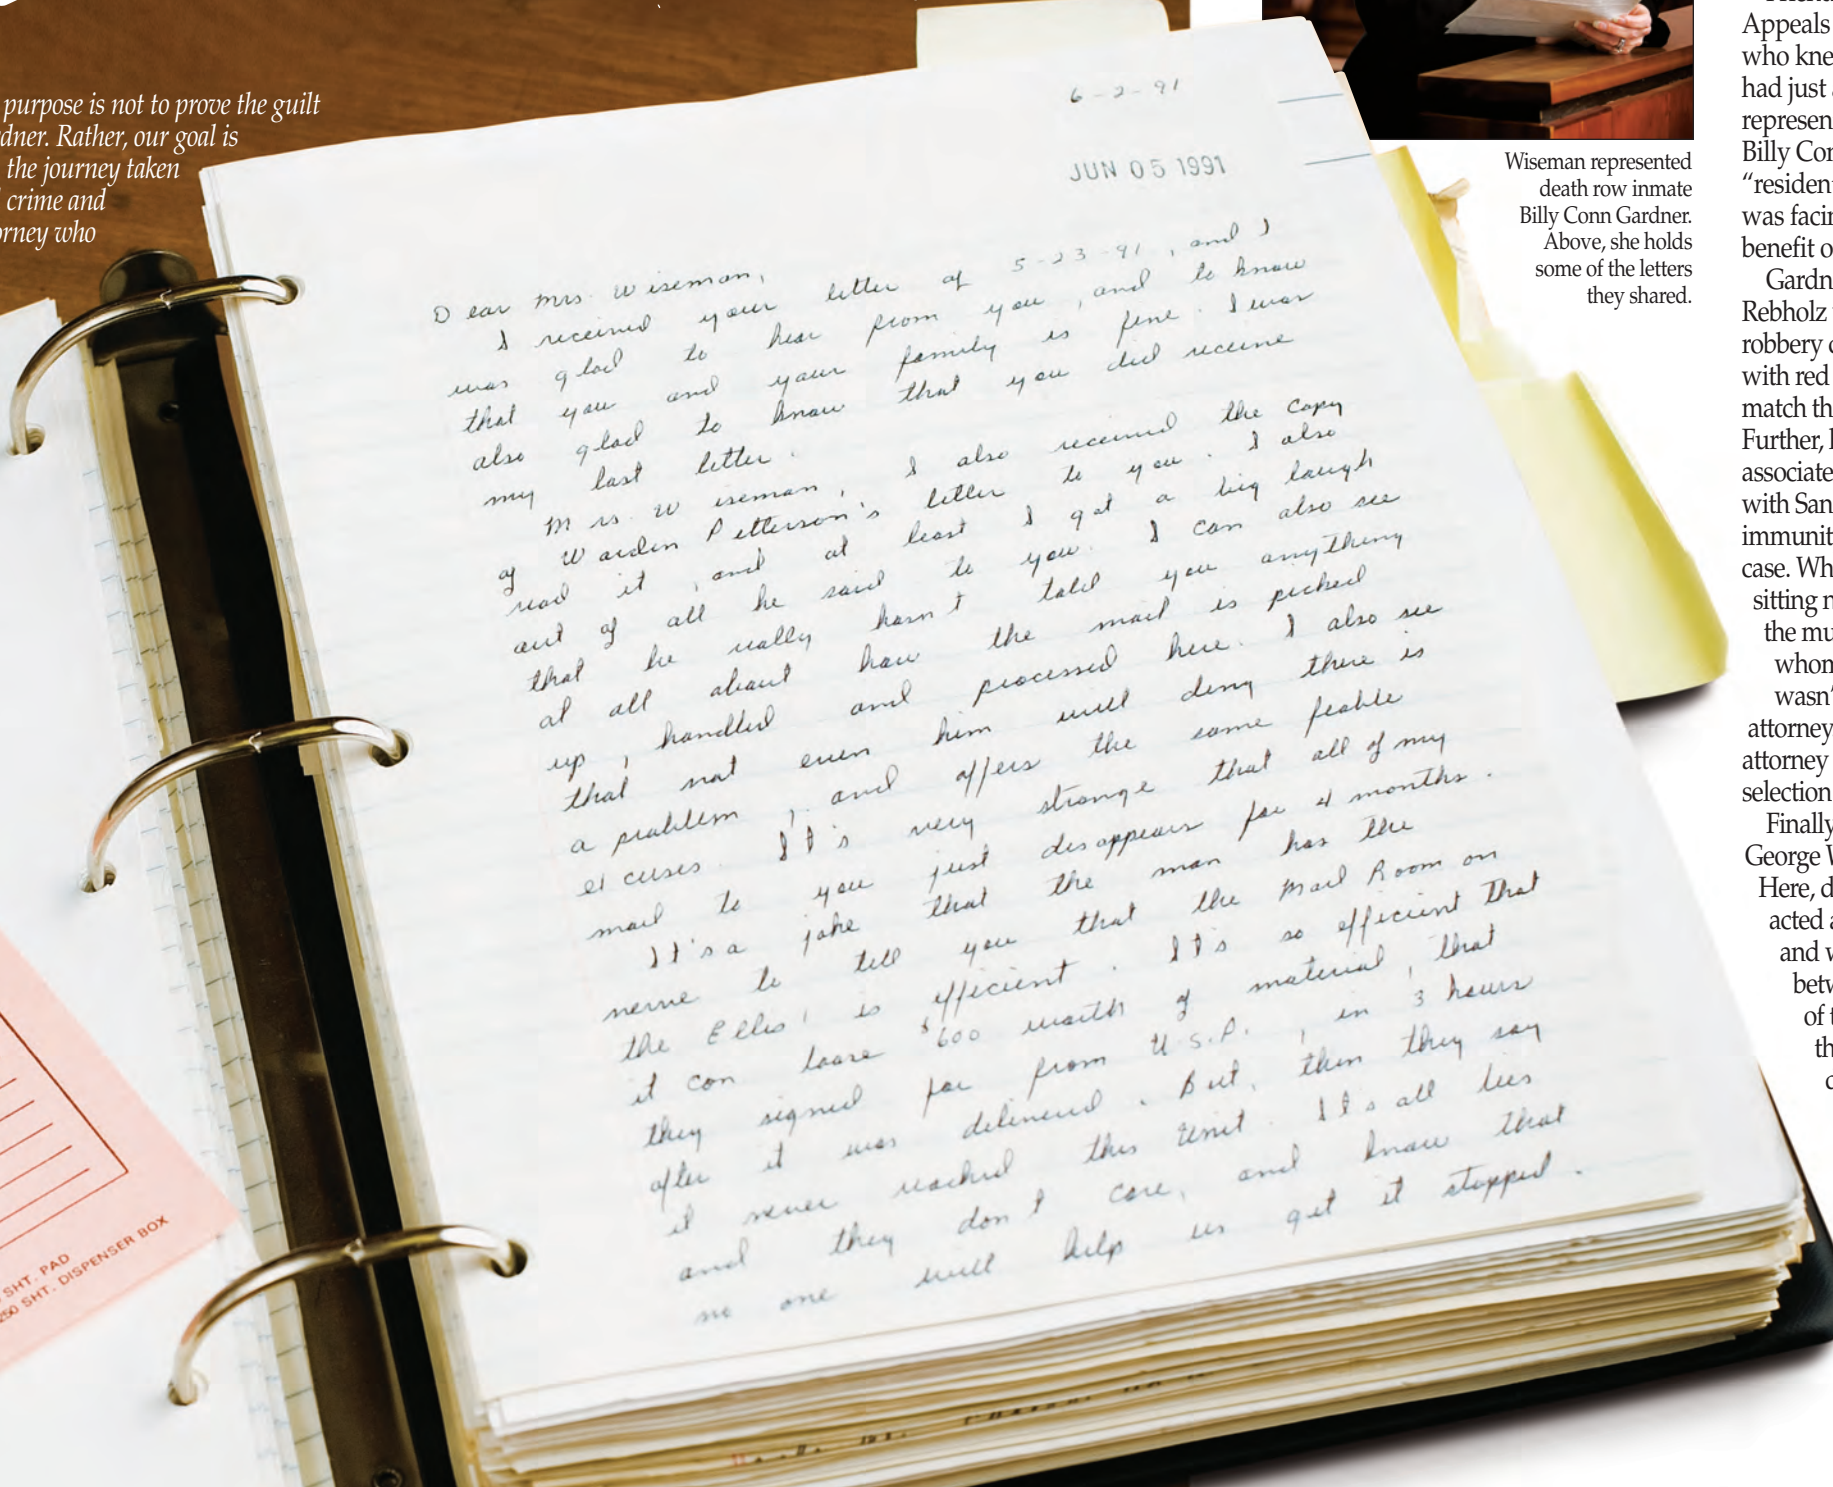 purpose is not to prove the guilt
dner. Rather, our goal is
the journey taken
crime and
orney who
6-2-91
JUN 05 1991
Dear Mrs. Wiseman,
I received your letter of 5-23-91, and I
was glad to hear from you, and to know
that you and your family is fine. I was
also glad to know that you did receive
my last letter.
Mrs. Wiseman, I also received the copy
of Warden Petterson's letter to you. I also
read it, and at least I got a big laugh
out of all he said to you. I can also see
that he really hasn't told you anything
at all about how the mail is picked
up, handled and processed here. I also see
that not even him will deny there is
a problem, and offers the same feable
excuses. It's very strange that all of my
mail to you just disappears for 4 months.
It's a joke that the man has the
nerve to tell you that the Mail Room on
the Ellis, is efficient. It's so efficient that
it can loose $600 worth of material, that
they signed for from U.S.P., in 3 hours
after it was delivered. But, then they say
it never reached this Unit. It's all lies
and they don't care, and know that
no one will help us get it stopped.
SHT. PAD
250 SHT. DISPENSER BOX
Wiseman represented
death row inmate
Billy Conn Gardner.
Above, she holds
some of the letters
they shared.
Appeals
who kne
had just
represen
Billy Con
"residen
was facin
benefit o
Gardn
Rebholz
robbery
with red
match th
Further,
associate
with San
immunit
case. Wh
sitting n
the mu
whom
wasn'
attorney
attorney
selection
Finally
George W
Here, d
acted a
and w
betw
of t
th
c